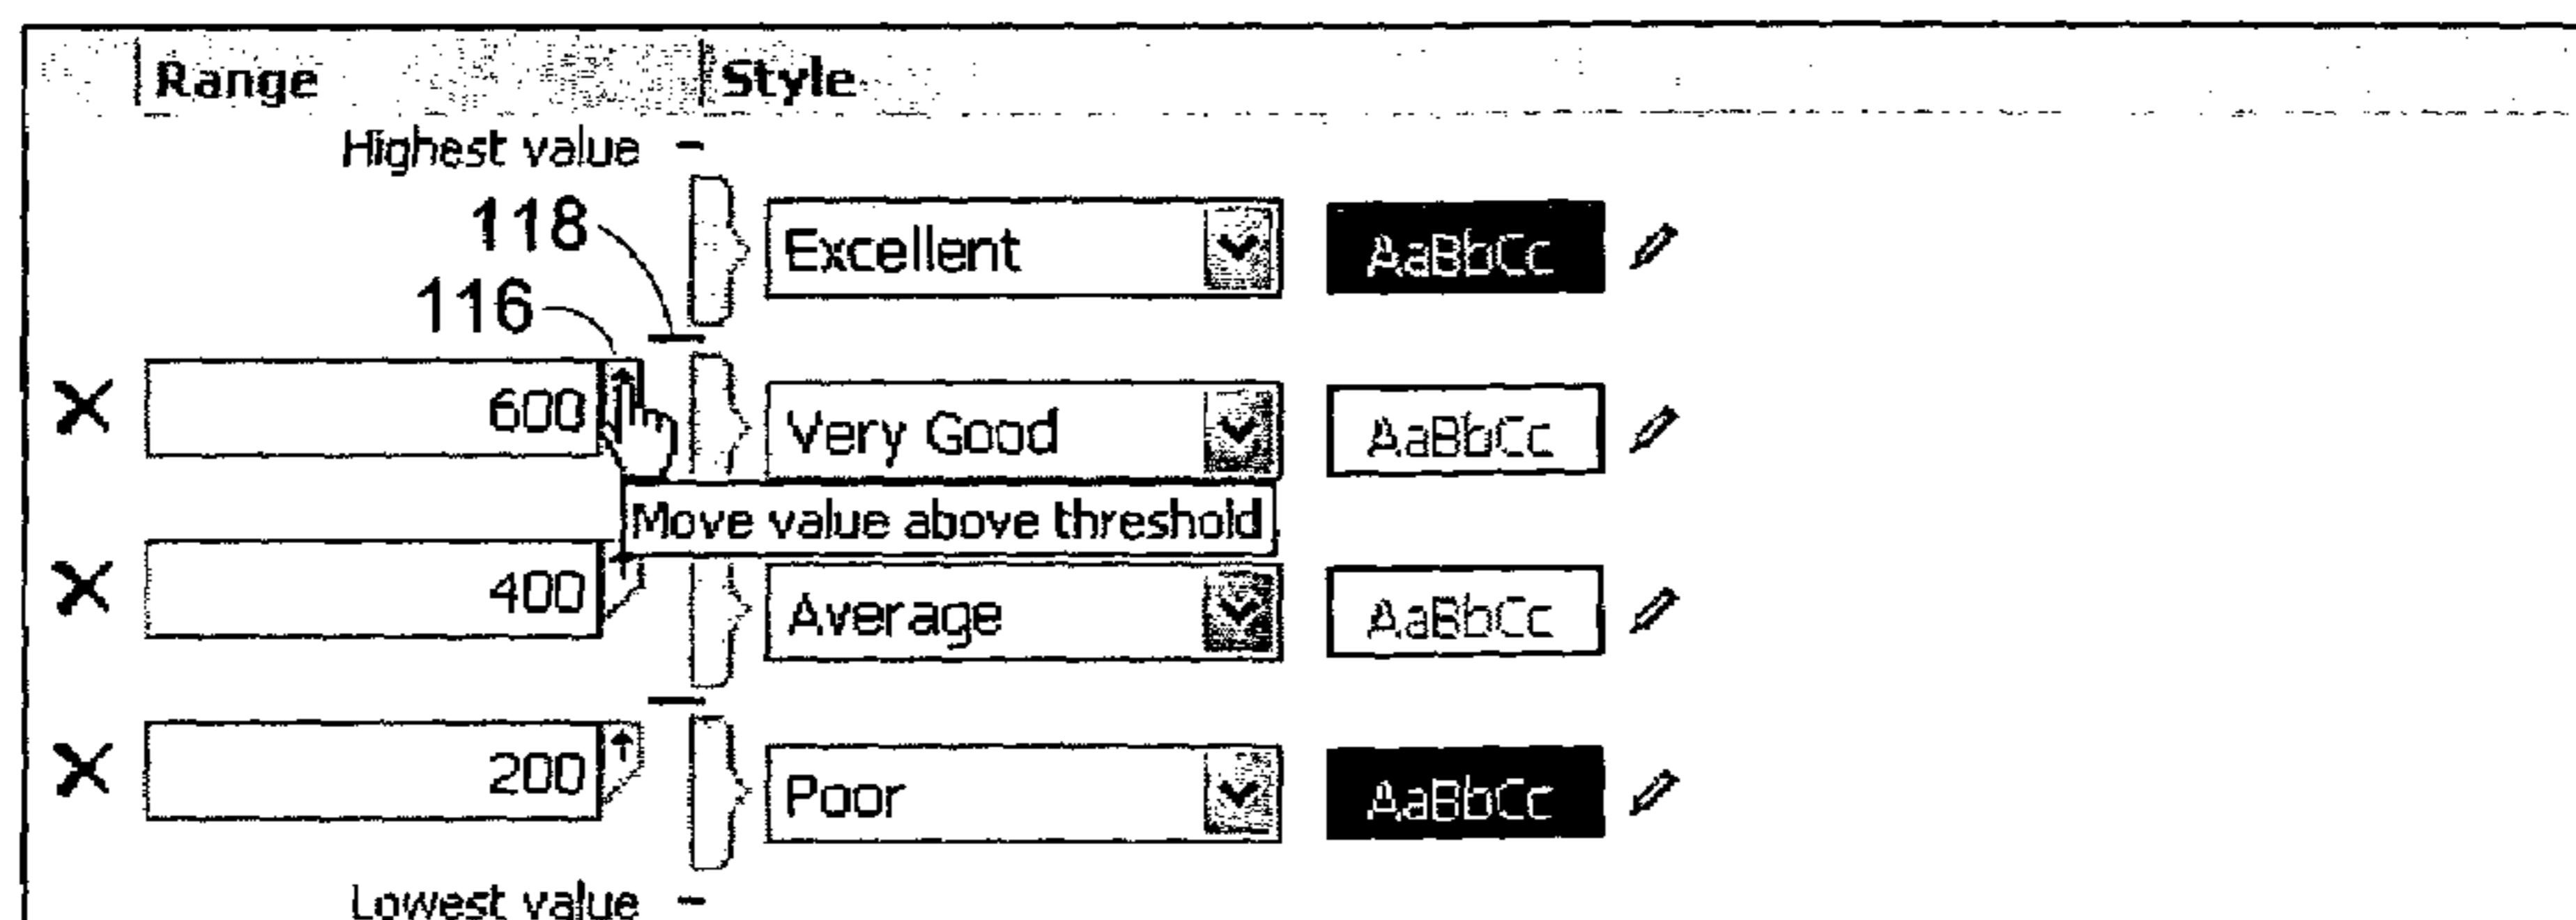 Range Style
Highest value
118
Excellent AaBbCc
116
600 Very Good AaBbCc
Move value above threshold
400 Average AaBbCc
200 Poor AaBbCc
Lowest value